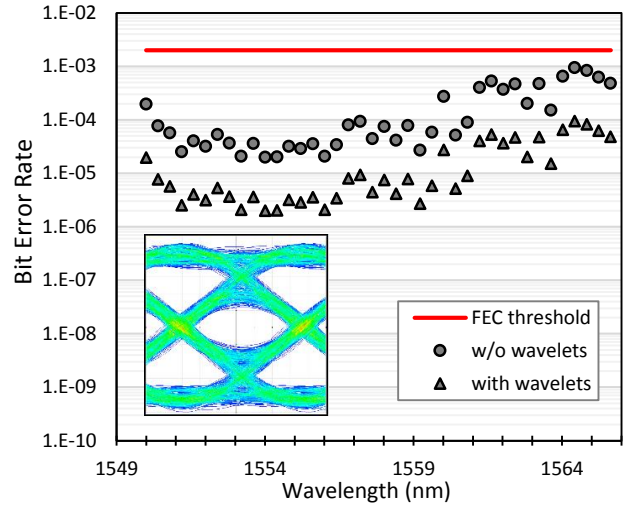 1.E-02
1.E-03
1.E-04
1.E-05
1.E-06
1.E-07
1.E-08
1.E-09
1.E-10
Bit Error Rate
FEC threshold
w/o wavelets
with wavelets
1549 1554 1559 1564
Wavelength (nm)